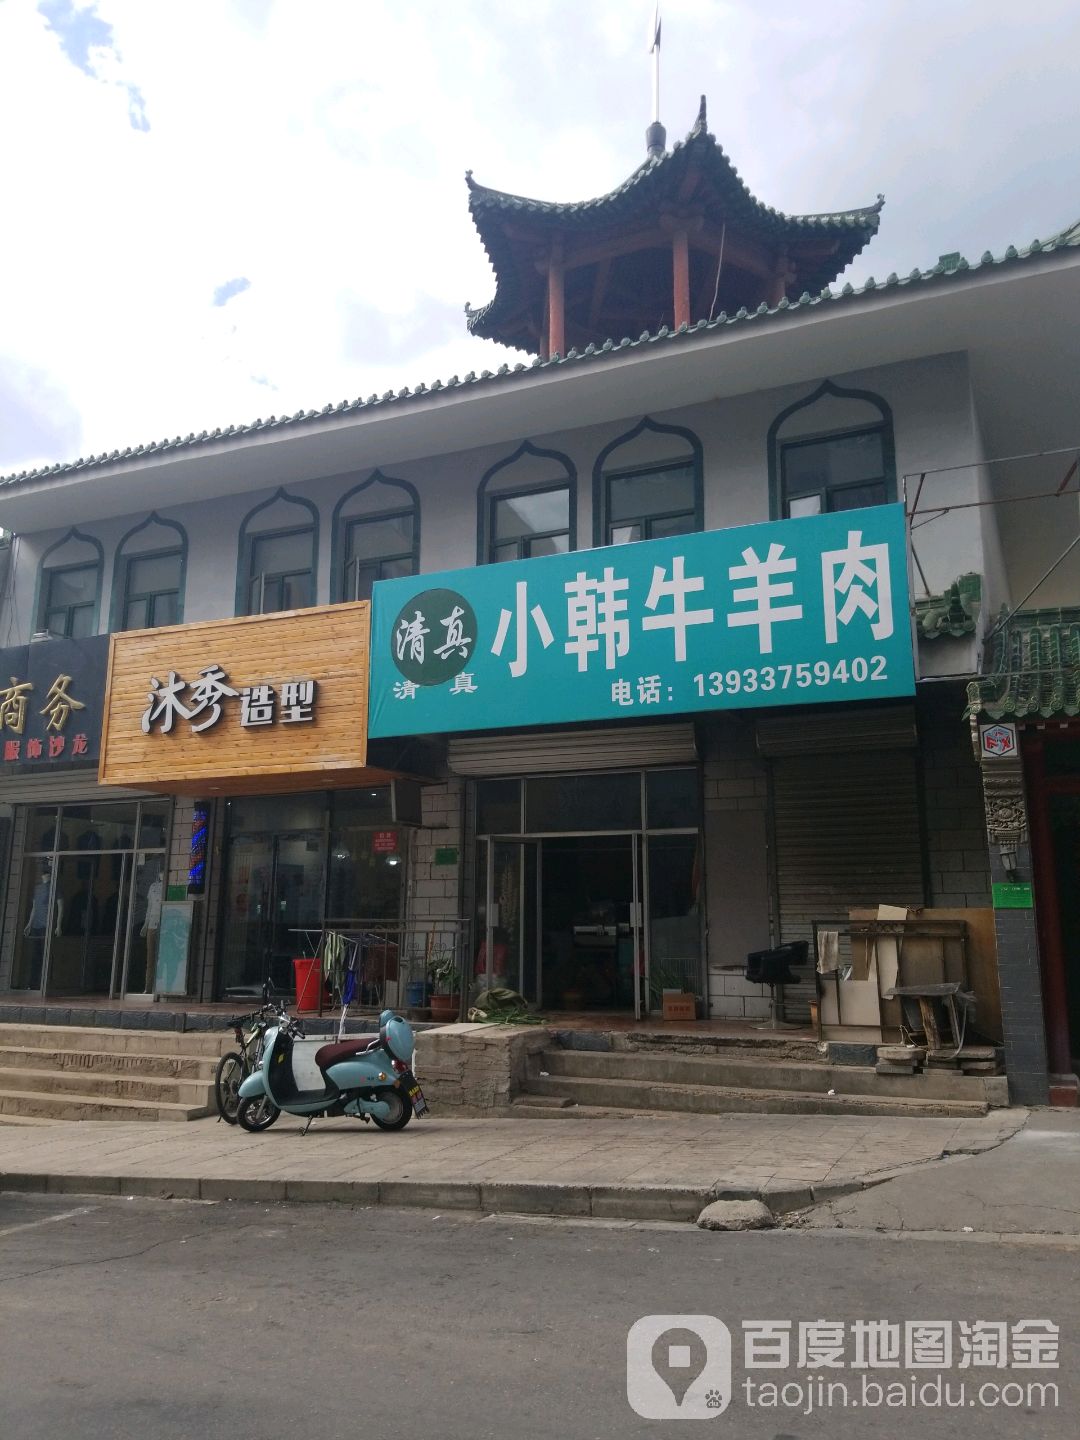 商务
服饰沙龙
沐秀造型
清真
清真
小韩牛羊肉
电话：13933759402
百度地图淘金
taojin.baidu.com